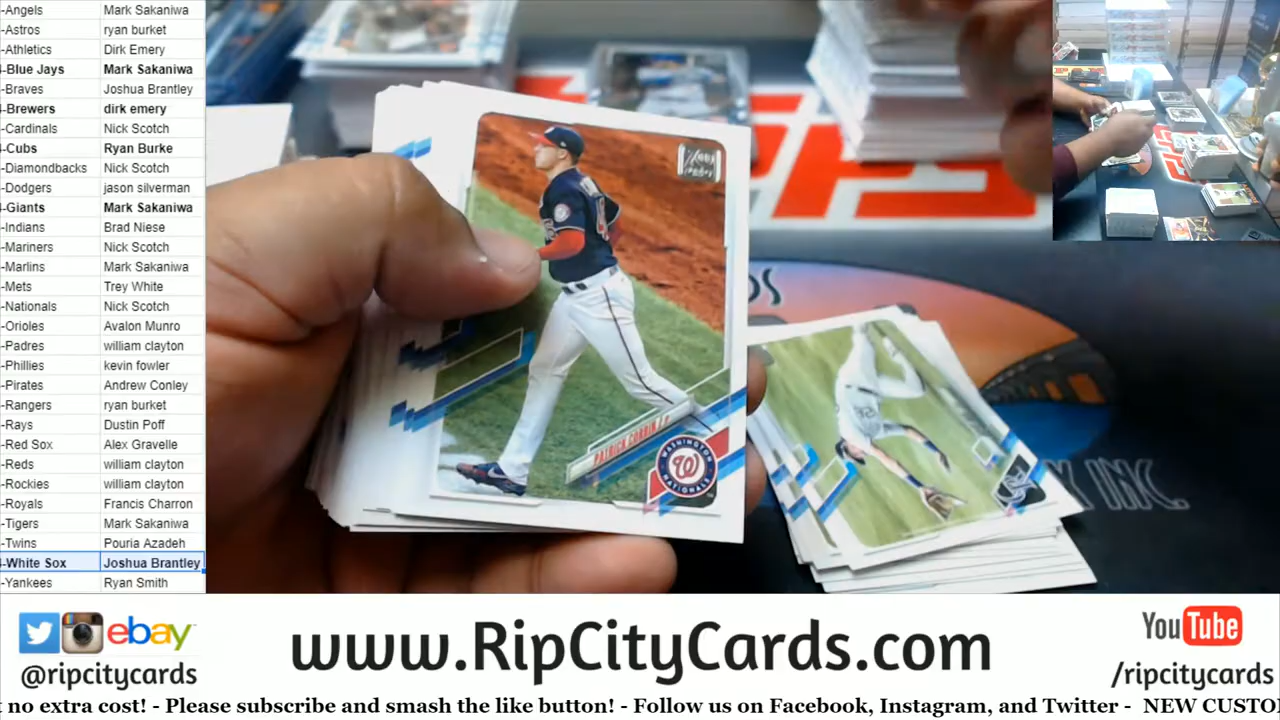 -Angels Mark Sakaniwa
-Astros ryan burket
-Athletics Dirk Emery
-Blue Jays Mark Sakaniwa
-Braves Joshua Brantley
-Brewers dirk emery
-Cardinals Nick Scotch
-Cubs Ryan Burke
-Diamondbacks Nick Scotch
-Dodgers jason silverman
-Giants Mark Sakaniwa
-Indians Brad Niese
-Mariners Nick Scotch
-Marlins Mark Sakaniwa
-Mets Trey White
-Nationals Nick Scotch
-Orioles Avalon Munro
-Padres william clayton
-Phillies kevin fowler
-Pirates Andrew Conley
-Rangers ryan burket
-Rays Dustin Poff
-Red Sox Alex Gravelle
-Reds william clayton
-Rockies william clayton
-Royals Francis Charron
-Tigers Mark Sakaniwa
-Twins Pouria Azadeh
-White Sox Joshua Brantley
-Yankees Ryan Smith
PATRICK CORBIN
WASHINGTON
W
NATIONALS
INC.
ebay
@ripcitycards
www.RipCityCards.com
YouTube
/ripcitycards
no extra cost! - Please subscribe and smash the like button! - Follow us on Facebook, Instagram, and Twitter - NEW